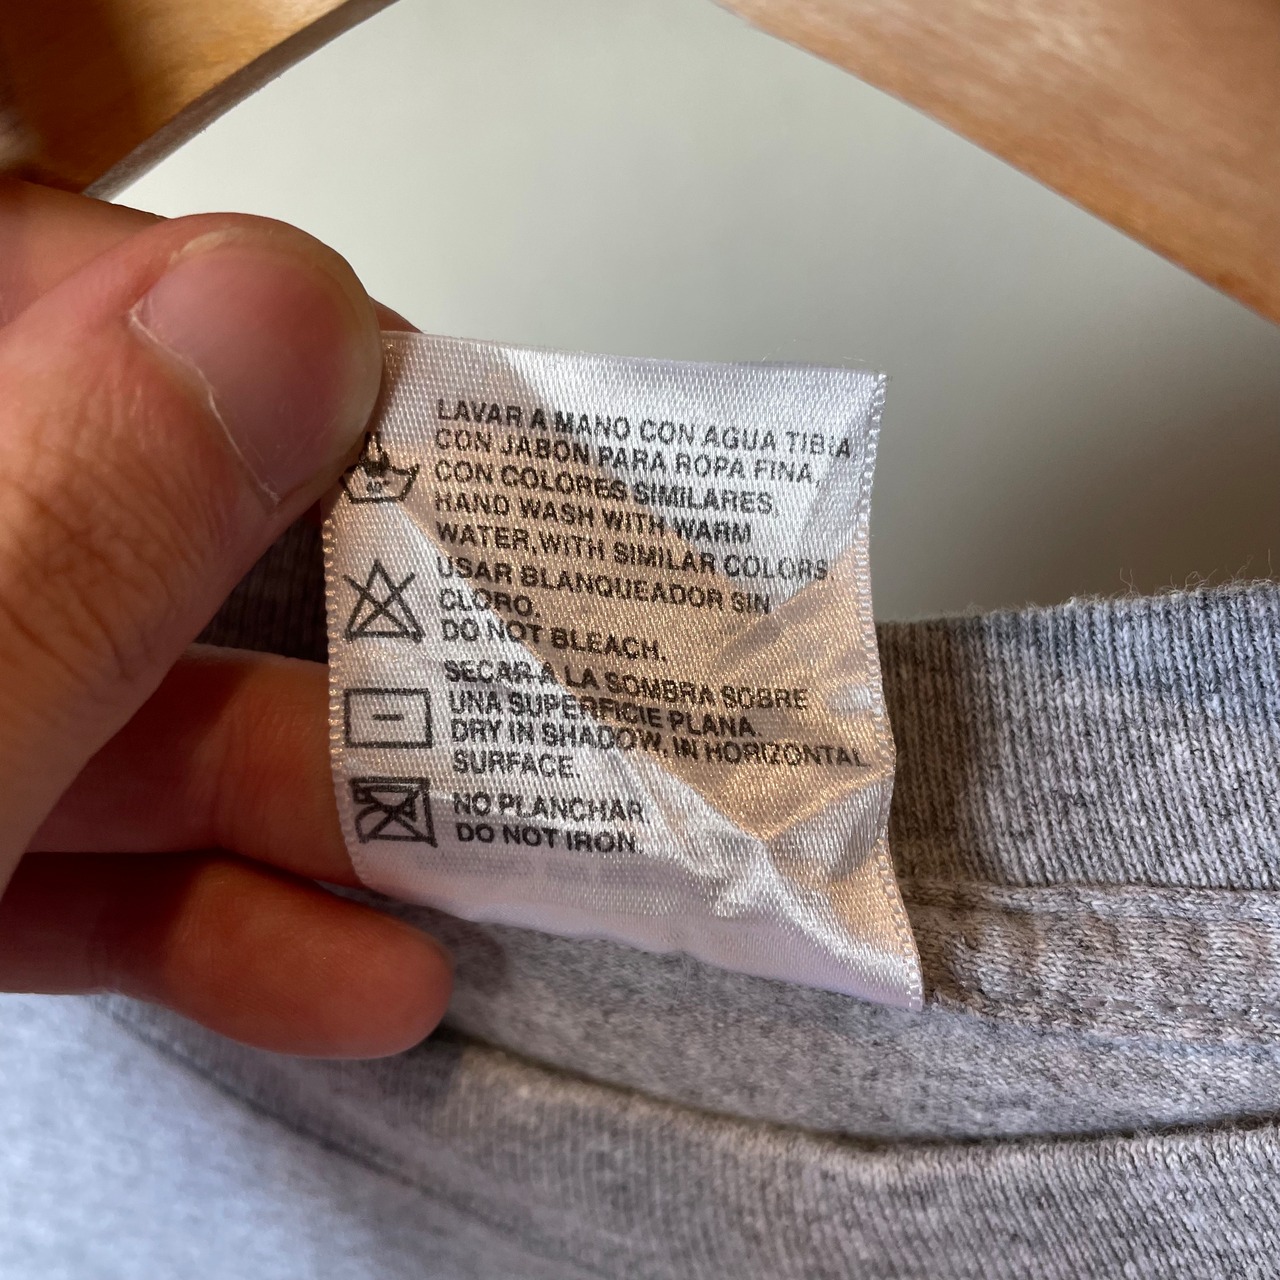 LAVAR A MANO CON AGUA TIBIA
CON JABON PARA ROPA FINA,
CON COLORES SIMILARES.
HAND WASH WITH WARM
WATER, WITH SIMILAR COLORS.
USAR BLANQUEADOR SIN
CLORO.
DO NOT BLEACH.
SECAR A LA SOMBRA SOBRE
UNA SUPERFICIE PLANA.
DRY IN SHADOW, IN HORIZONTAL
SURFACE.
NO PLANCHAR
DO NOT IRON.